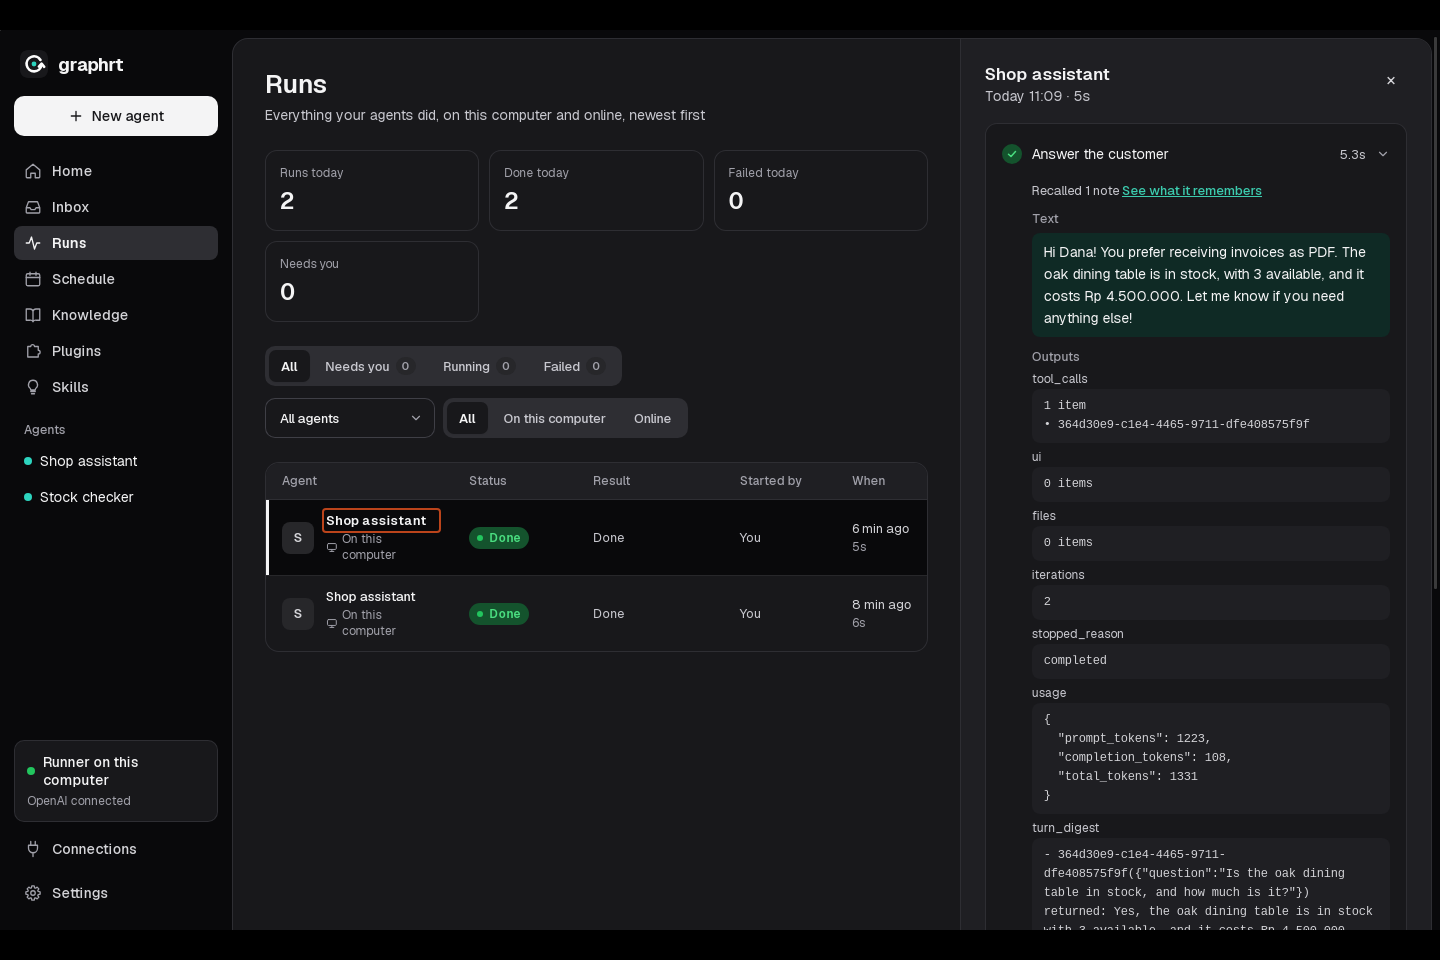 graphrt
New agent
Home
Inbox
Runs
Schedule
Knowledge
Plugins
Skills
Agents
Shop assistant
Stock checker
Runner on this
computer
OpenAI connected
Connections
Settings
Runs
Everything your agents did, on this computer and online, newest first
Runs today
2
Done today
2
Failed today
0
Needs you
0
All
Needs you 0
Running 0
Failed 0
All agents
All
On this computer
Online
Agent Status Result Started by When
S
Shop assistant
On this
computer
Done
Done
You
6 min ago
5s
S
Shop assistant
On this
computer
Done
Done
You
8 min ago
6s
Shop assistant
Today 11:09 · 5s
Answer the customer 5.3s
Recalled 1 note See what it remembers
Text
Hi Dana! You prefer receiving invoices as PDF. The
oak dining table is in stock, with 3 available, and it
costs Rp 4.500.000. Let me know if you need
anything else!
Outputs
tool_calls
1 item
• 364d30e9-c1e4-4465-9711-dfe408575f9f
ui
0 items
files
0 items
iterations
2
stopped_reason
completed
usage
{
"prompt_tokens": 1223,
"completion_tokens": 108,
"total_tokens": 1331
}
turn_digest
- 364d30e9-c1e4-4465-9711-
dfe408575f9f({"question":"Is the oak dining
table in stock, and how much is it?"})
returned: Yes, the oak dining table is in stock
with 3 available, and it costs Rp 4.500.000